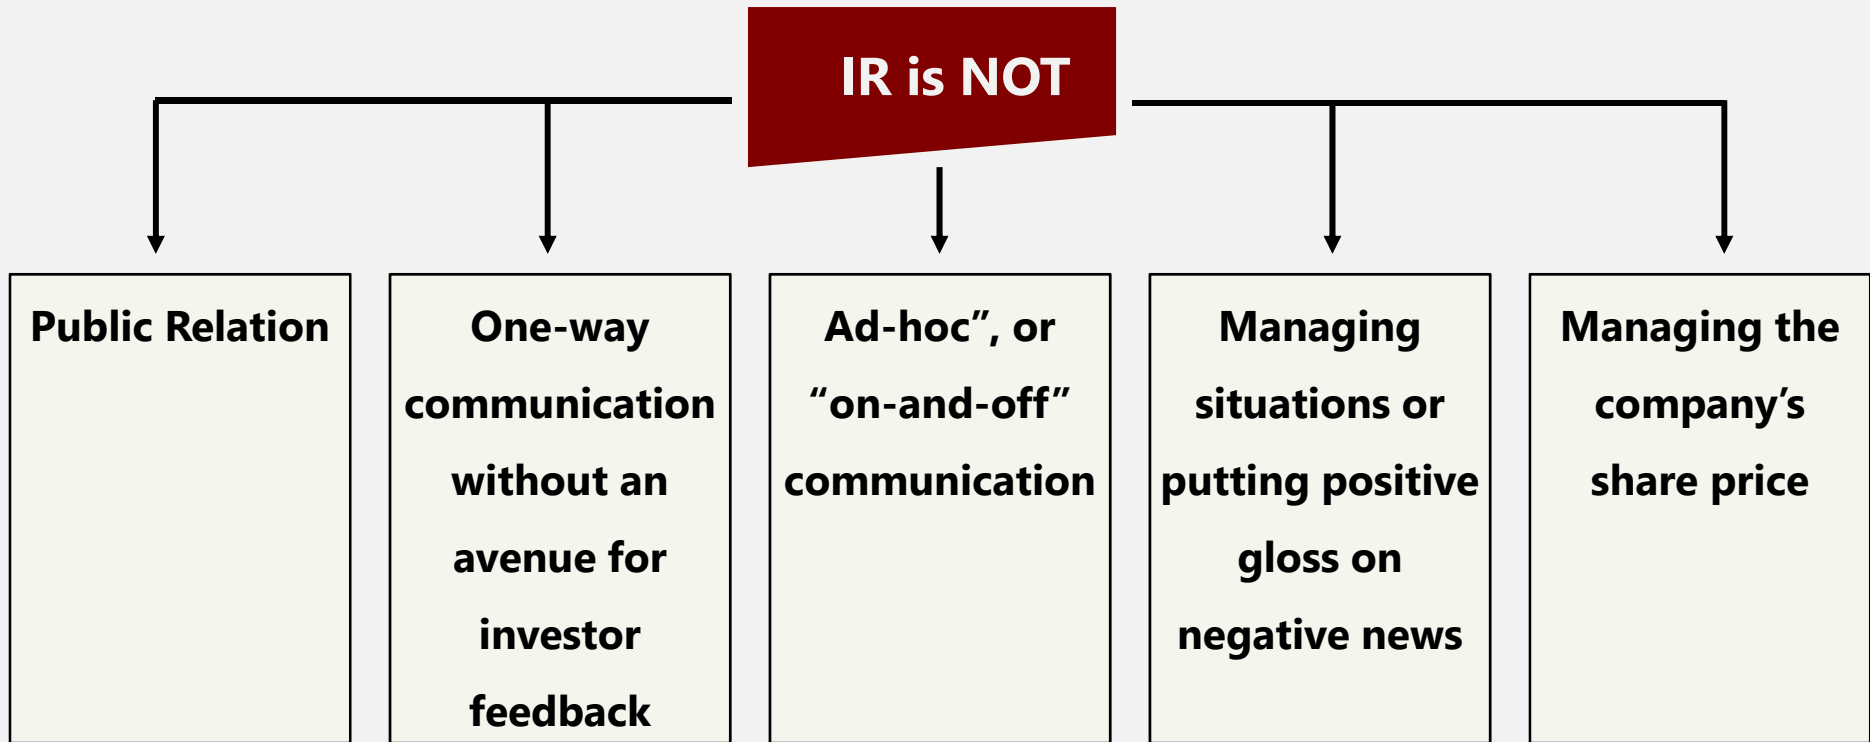 IR is NOT
Public Relation
One-way
communication
without an
avenue for
investor
feedback
Ad-hoc”, or
“on-and-off”
communication
Managing
situations or
putting positive
gloss on
negative news
Managing the
company’s
share price